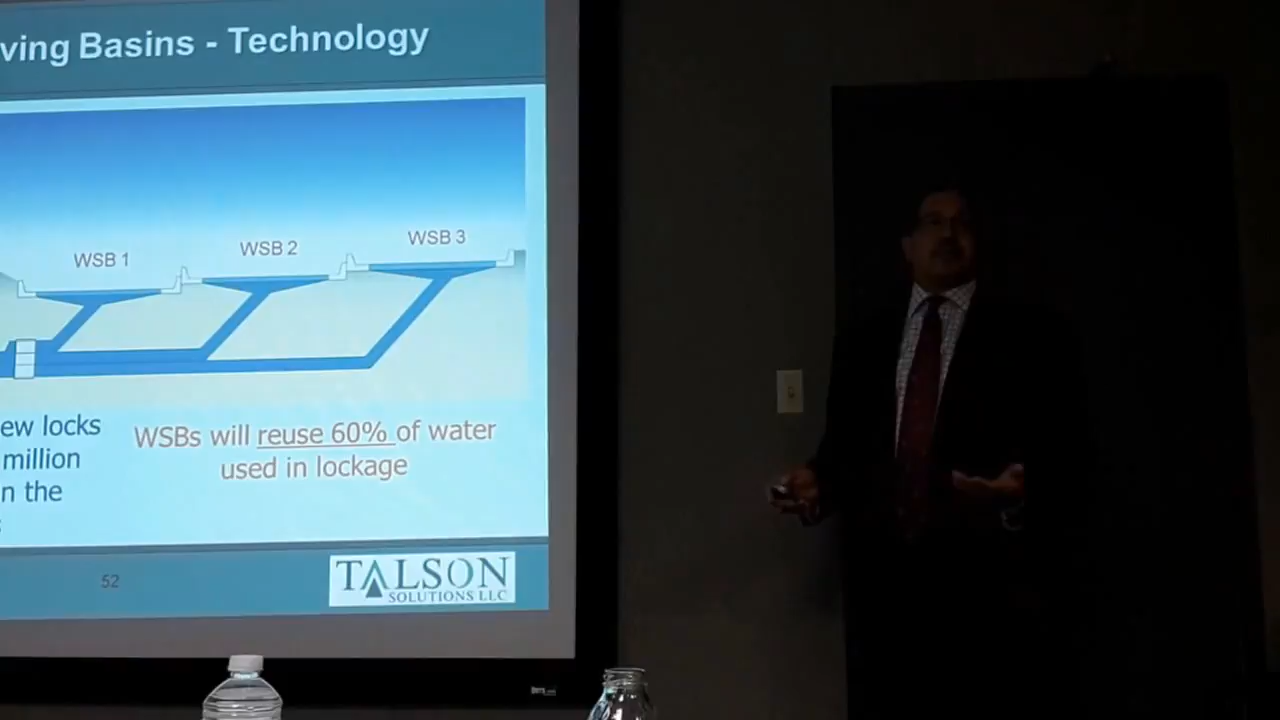 ving Basins - Technology
WSB 1
WSB 2
WSB 3
ew locks
million
n the
WSBs will reuse 60% of water
used in lockage
52
TALSON
SOLUTIONS LLC